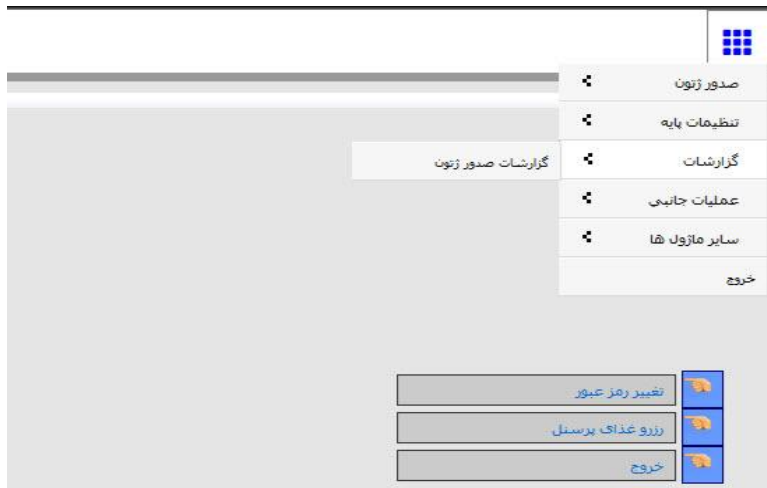 صدور ژتون
تنظیمات پایه
گزارشات
گزارشات صدور ژتون
عملیات جانبی
سایر ماژول ها
خروج
تغییر رمز عبور
رزرو غذای پرسنل
خروج